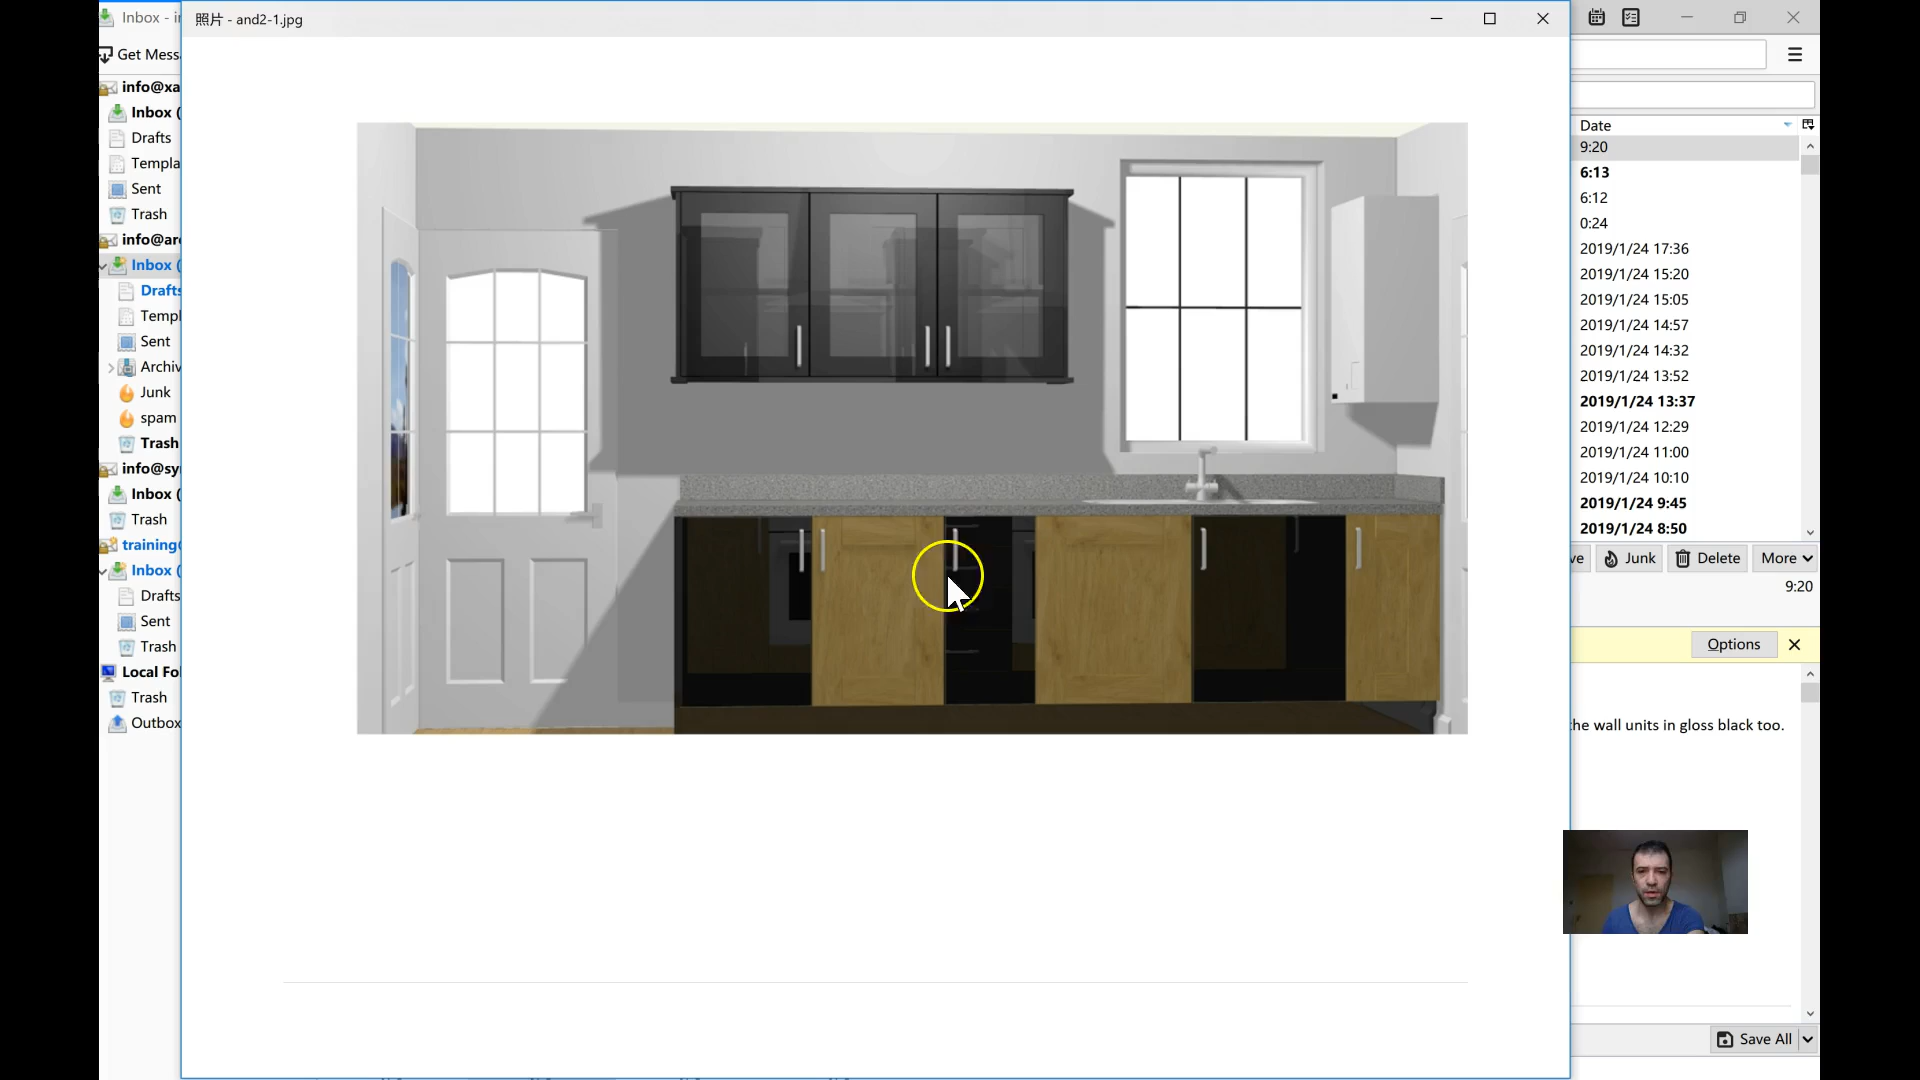 Inbox - i
照片 - and2-1.jpg
Get Mess
info@xa
Inbox (
Drafts
Templa
Sent
Trash
info@are
Inbox (
Drafts
Templ
Sent
Archiv
Junk
spam
Trash
info@sy
Inbox (
Trash
training@
Inbox (
Drafts
Sent
Trash
Local Fo
Trash
Outbox
Date
9:20
6:13
6:12
0:24
2019/1/24 17:36
2019/1/24 15:20
2019/1/24 15:05
2019/1/24 14:57
2019/1/24 14:32
2019/1/24 13:52
2019/1/24 13:37
2019/1/24 12:29
2019/1/24 11:00
2019/1/24 10:10
2019/1/24 9:45
2019/1/24 8:50
ve Junk Delete More
9:20
Options
he wall units in gloss black too.
Save All